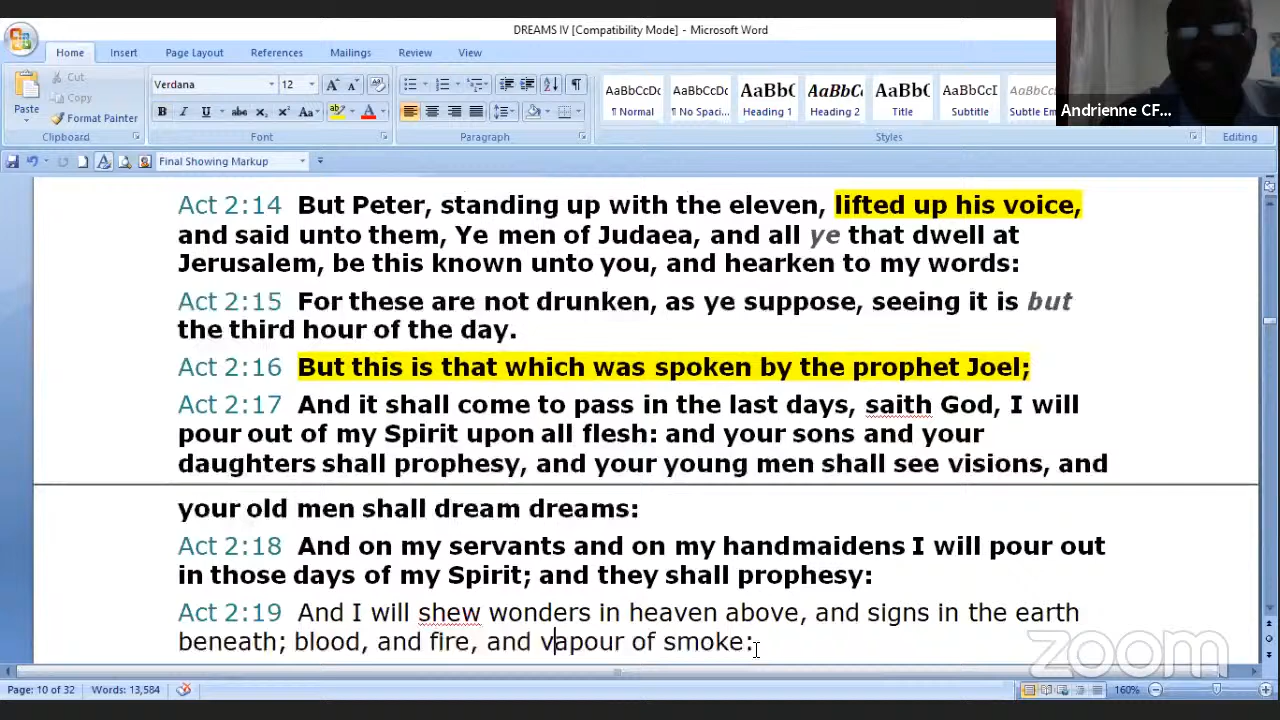 DREAMS IV [Compatibility Mode] - Microsoft Word
Home Insert Page Layout References Mailings Review View
Andrienne CF...
Paste
Cut
Copy
Format Painter
Verdana 12
AaBbCcDc AaBbCcDc AaBbC AaBbCc AaBbC AaBbCcI AaBbCcD
¶ Normal ¶ No Spaci... Heading 1 Heading 2 Title Subtitle Subtle Em
Clipboard Font Paragraph Styles Editing
Final Showing Markup
Act 2:14 But Peter, standing up with the eleven, lifted up his voice,
and said unto them, Ye men of Judaea, and all ye that dwell at
Jerusalem, be this known unto you, and hearken to my words:
Act 2:15 For these are not drunken, as ye suppose, seeing it is but
the third hour of the day.
Act 2:16 But this is that which was spoken by the prophet Joel;
Act 2:17 And it shall come to pass in the last days, saith God, I will
pour out of my Spirit upon all flesh: and your sons and your
daughters shall prophesy, and your young men shall see visions, and
your old men shall dream dreams:
Act 2:18 And on my servants and on my handmaidens I will pour out
in those days of my Spirit; and they shall prophesy:
Act 2:19 And I will shew wonders in heaven above, and signs in the earth
beneath; blood, and fire, and vapour of smoke:
zoom
Page: 10 of 32 Words: 13,584 160%